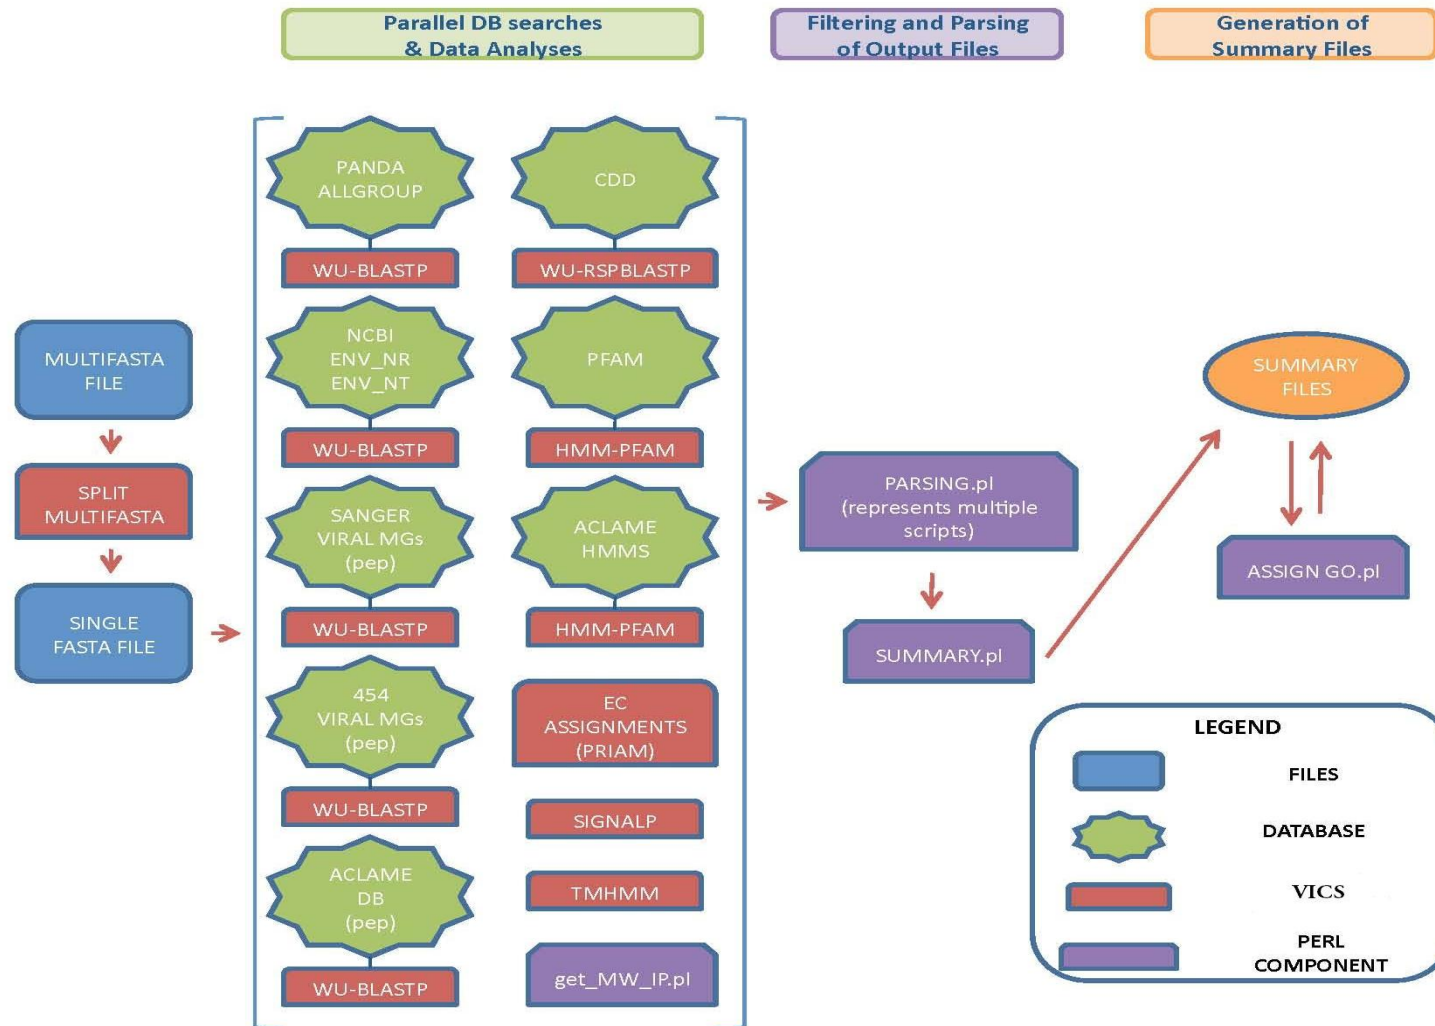 Parallel DB searches
& Data Analyses
Filtering and Parsing
of Output Files
Generation of
Summary Files
MULTIFASTA
FILE
SPLIT
MULTIFASTA
SINGLE
FASTA FILE
PANDA
ALLGROUP
WU-BLASTP
NCBI
ENV_NR
ENV_NT
WU-BLASTP
SANGER
VIRAL MGs
(pep)
WU-BLASTP
454
VIRAL MGs
(pep)
WU-BLASTP
ACLAME
DB
(pep)
WU-BLASTP
CDD
WU-RSPBLASTP
PFAM
HMM-PFAM
ACLAME
HMMS
HMM-PFAM
EC
ASSIGNMENTS
(PRIAM)
SIGNALP
TMHMM
get_MW_IP.pl
PARSING.pl
(represents multiple
scripts)
SUMMARY.pl
SUMMARY
FILES
ASSIGN GO.pl
LEGEND
FILES
DATABASE
VICS
PERL
COMPONENT